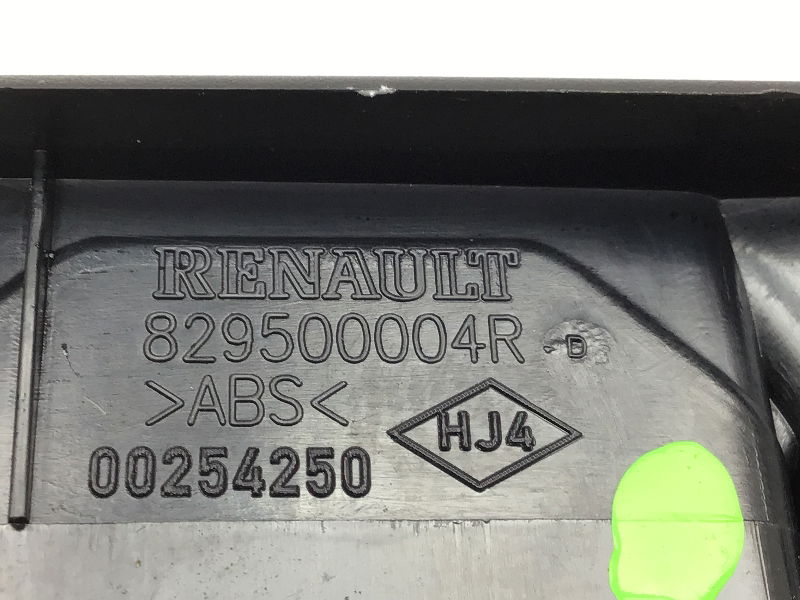 RENAULT
829500004R D
>ABS<
HJ4
00254250